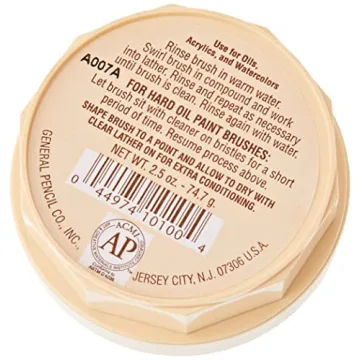 Use for Oils,
Acrylics, and Watercolors
Rinse brush in warm water.
Swirl brush in compound and work
into lather. Rinse and repeat as necessary
until brush is clean. Rinse again with water.
A007A
FOR HARD OIL PAINT BRUSHES:
Let brush sit with cleaner on bristles for a short
period of time. Resume process above.
SHAPE BRUSH TO A POINT AND ALLOW TO DRY WITH
CLEAR LATHER ON FOR EXTRA CONDITIONING.
NET WT. 2.5 oz. - 74.7 g.
0 44974 10100 4
GENERAL PENCIL CO., INC.,
JERSEY CITY, N.J. 07306 U.S.A.
ACMI
AP